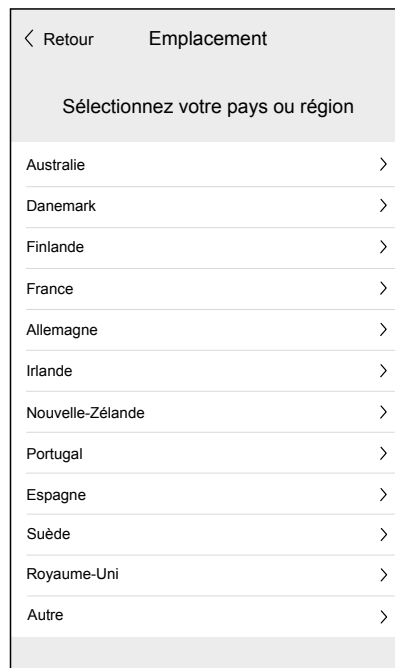 Retour Emplacement
Sélectionnez votre pays ou région
Australie
Danemark
Finlande
France
Allemagne
Irlande
Nouvelle-Zélande
Portugal
Espagne
Suède
Royaume-Uni
Autre